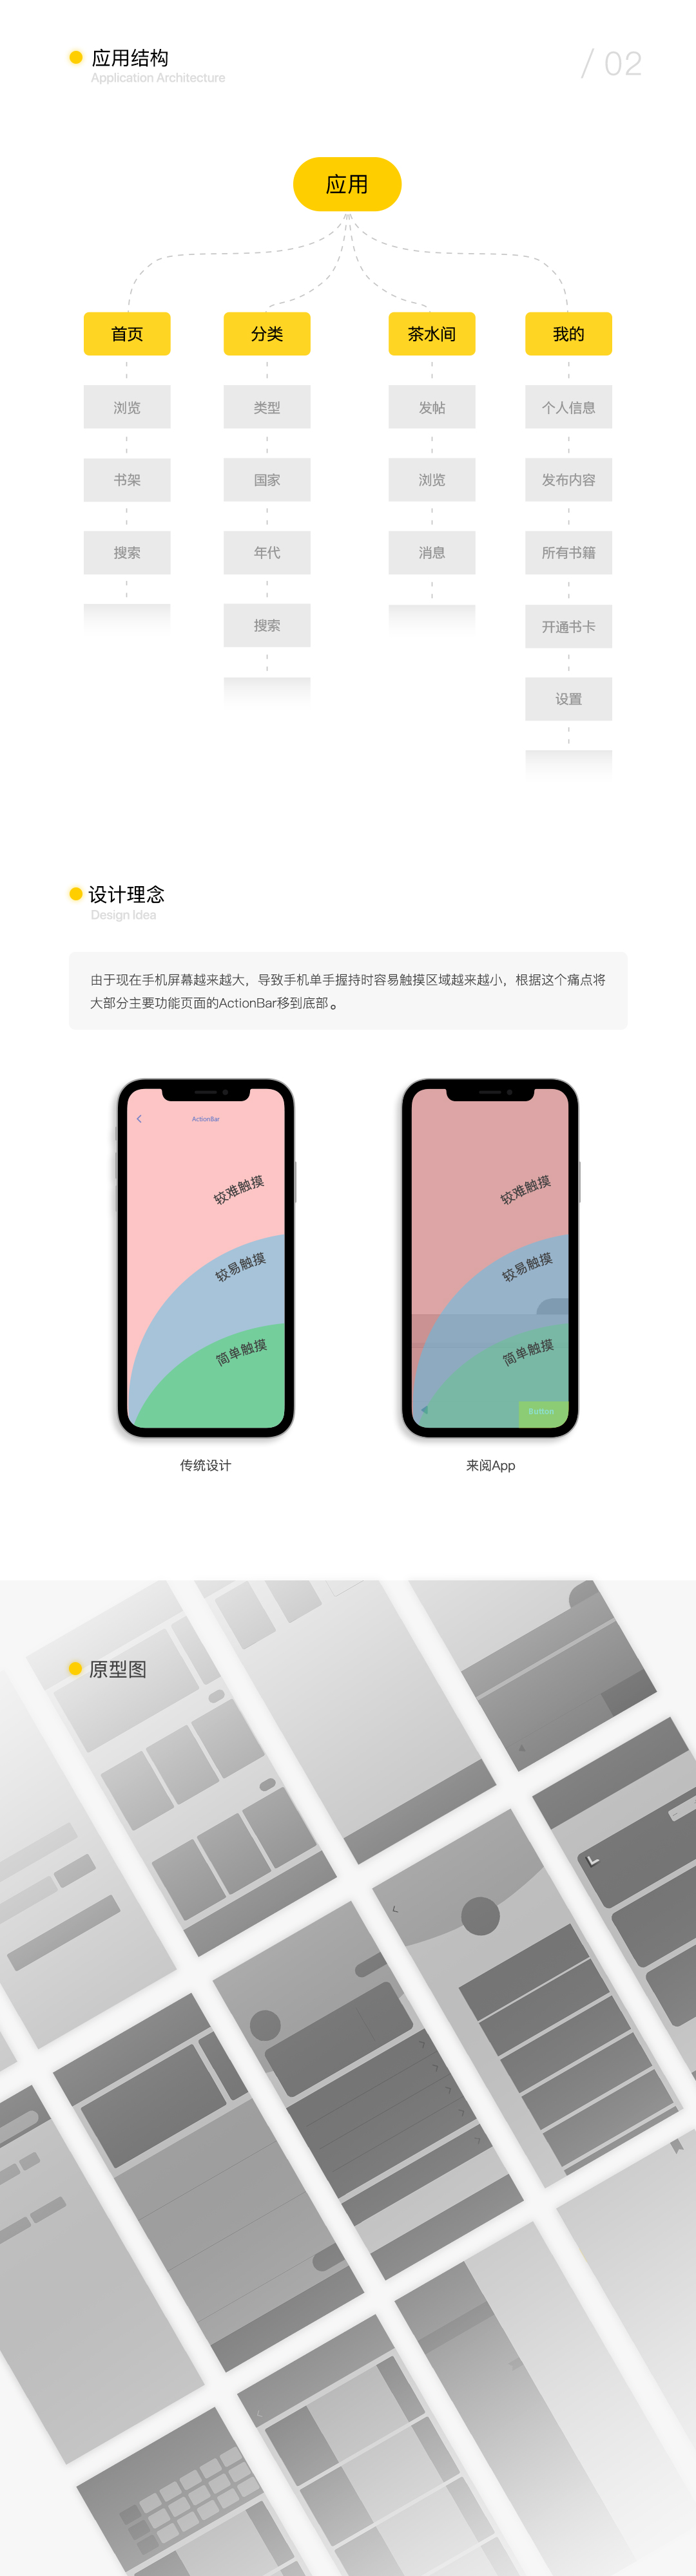 应用结构
Application Architecture
/ 02
应用
首页
分类
茶水间
我的
浏览
类型
发帖
个人信息
书架
国家
浏览
发布内容
搜索
年代
消息
所有书籍
搜索
开通书卡
设置
设计理念
Design Idea
由于现在手机屏幕越来越大，导致手机单手握持时容易触摸区域越来越小，根据这个痛点将
大部分主要功能页面的ActionBar移到底部。
ActionBar
较难触摸
较易触摸
简单触摸
较难触摸
较易触摸
简单触摸
Button
传统设计
来阅App
原型图